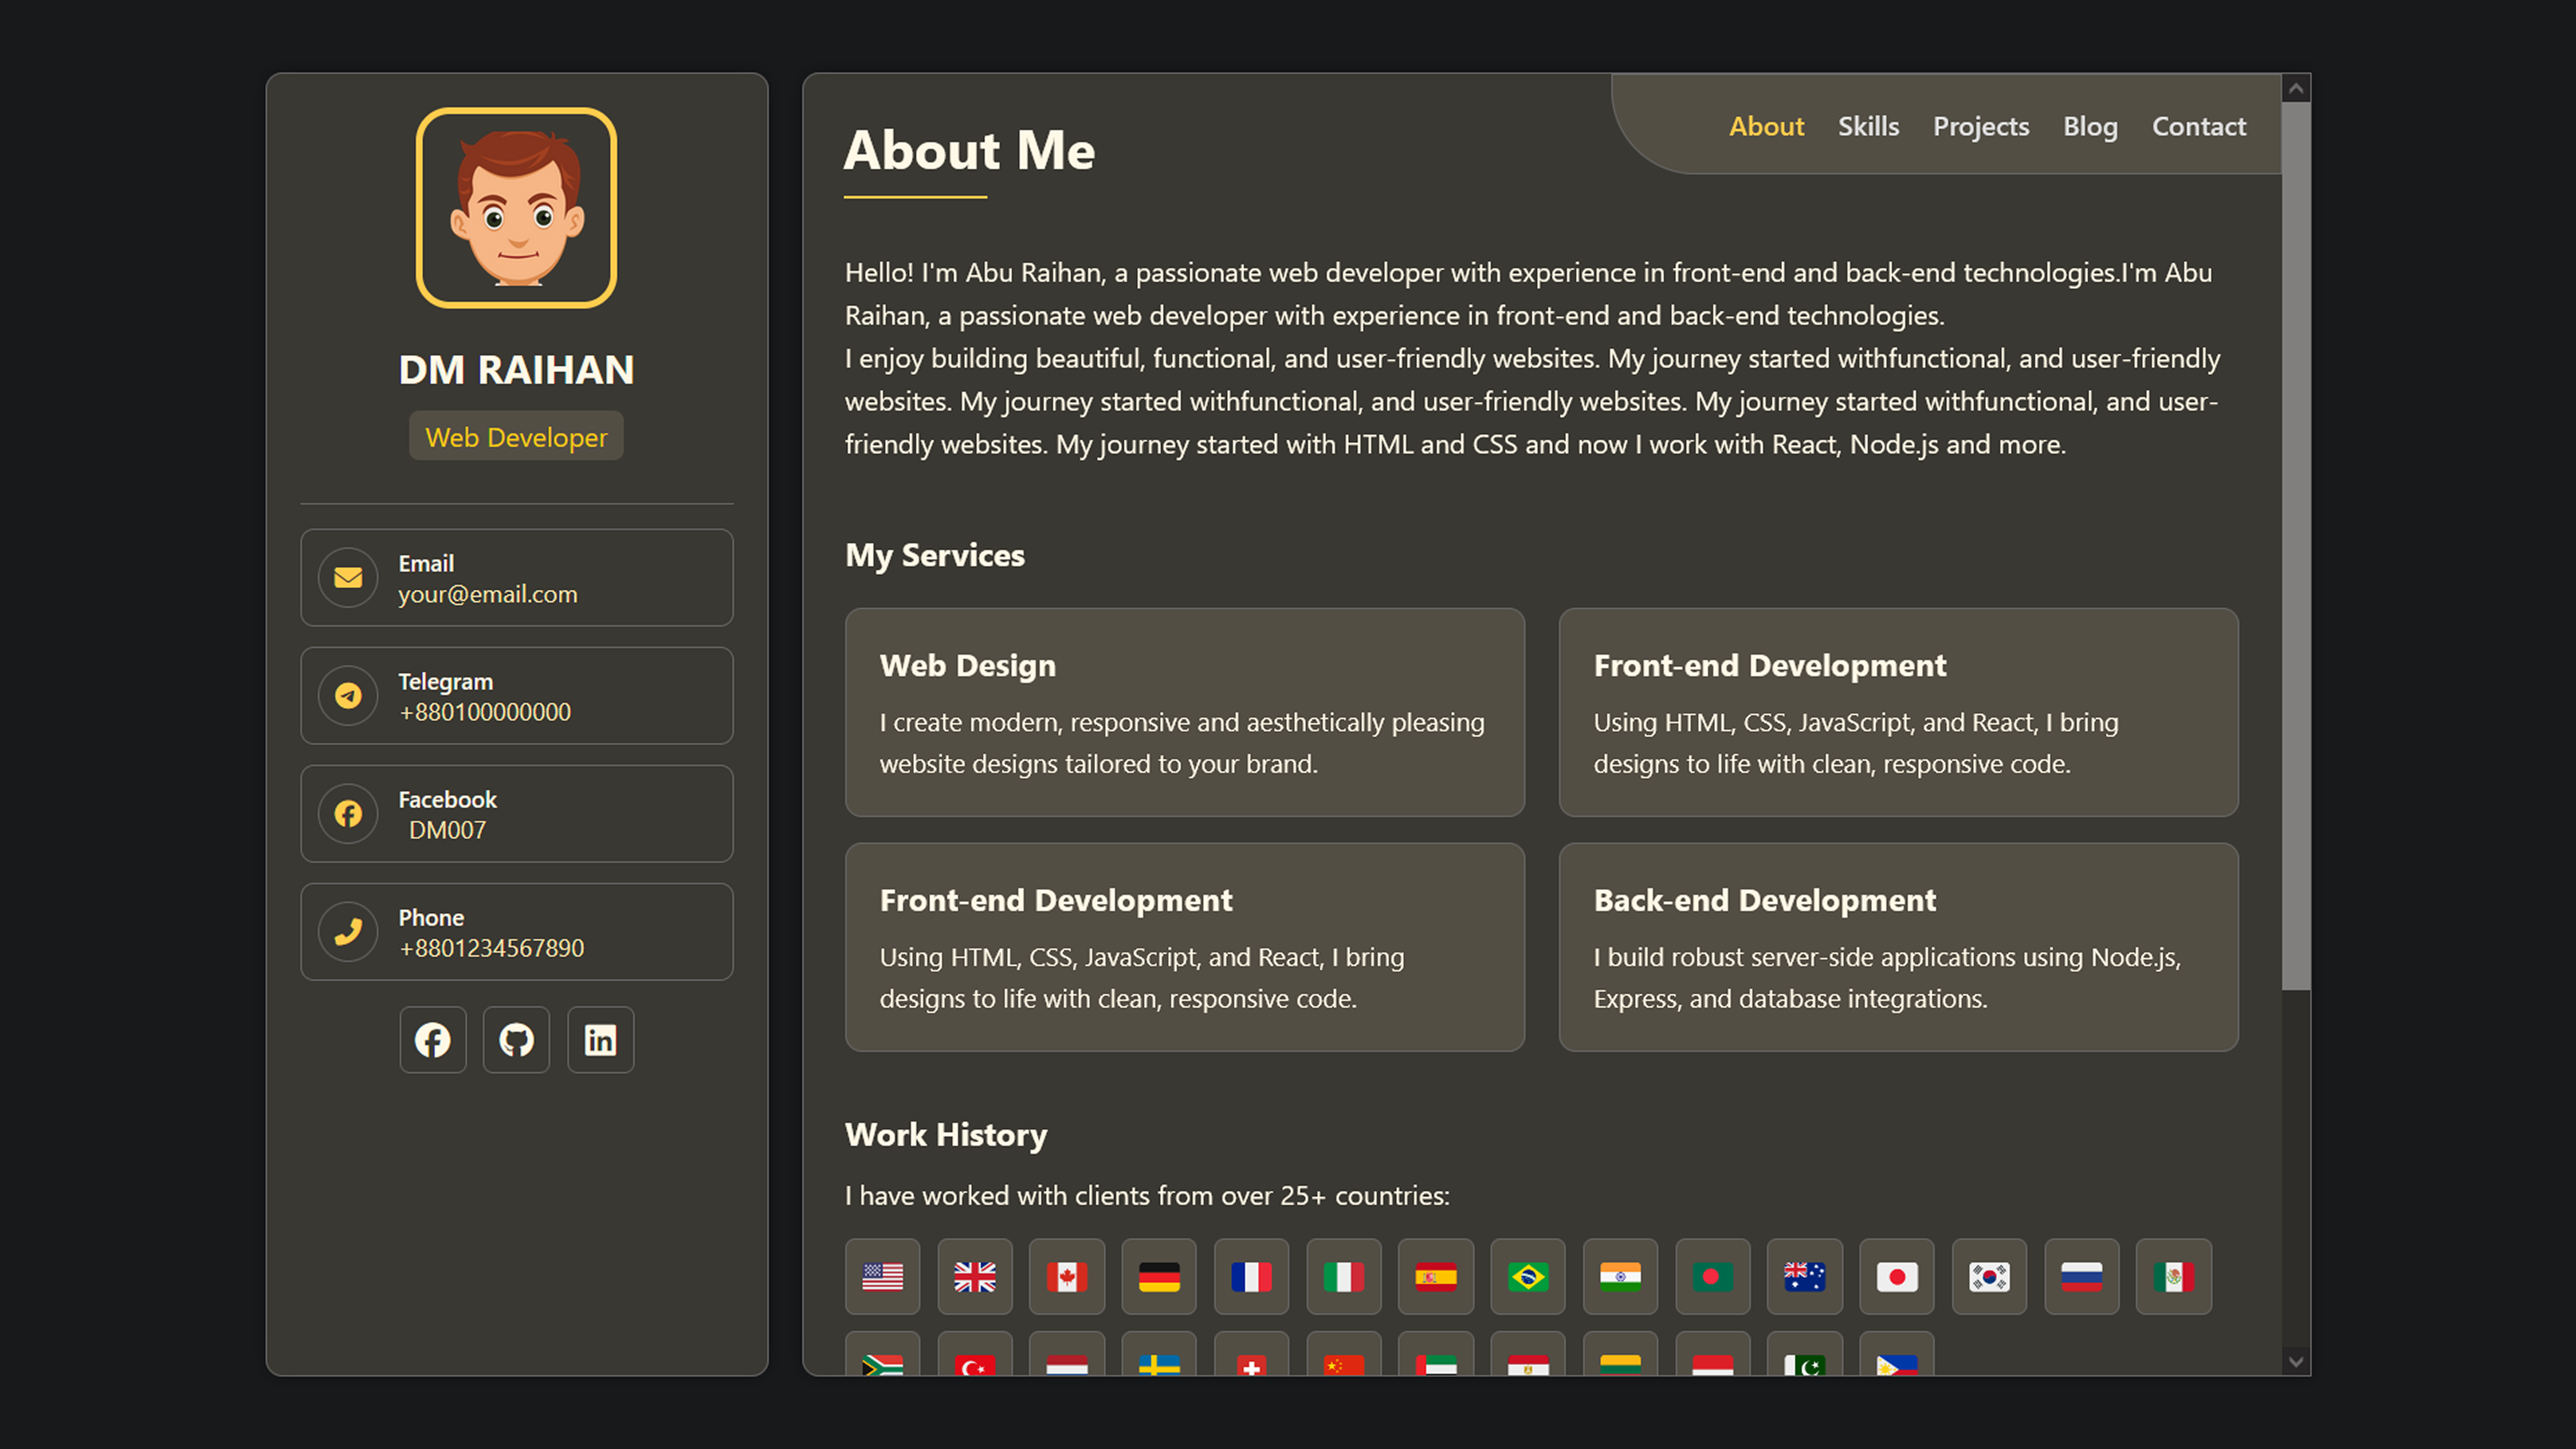 DM RAIHAN
Web Developer
Email
your@email.com
Telegram
+880100000000
Facebook
DM007
Phone
+8801234567890
About Skills Projects Blog Contact
About Me
Hello! I'm Abu Raihan, a passionate web developer with experience in front-end and back-end technologies.I'm Abu
Raihan, a passionate web developer with experience in front-end and back-end technologies.
I enjoy building beautiful, functional, and user-friendly websites. My journey started withfunctional, and user-friendly
websites. My journey started withfunctional, and user-friendly websites. My journey started withfunctional, and user-
friendly websites. My journey started with HTML and CSS and now I work with React, Node.js and more.
My Services
Web Design
I create modern, responsive and aesthetically pleasing
website designs tailored to your brand.
Front-end Development
Using HTML, CSS, JavaScript, and React, I bring
designs to life with clean, responsive code.
Front-end Development
Using HTML, CSS, JavaScript, and React, I bring
designs to life with clean, responsive code.
Back-end Development
I build robust server-side applications using Node.js,
Express, and database integrations.
Work History
I have worked with clients from over 25+ countries: